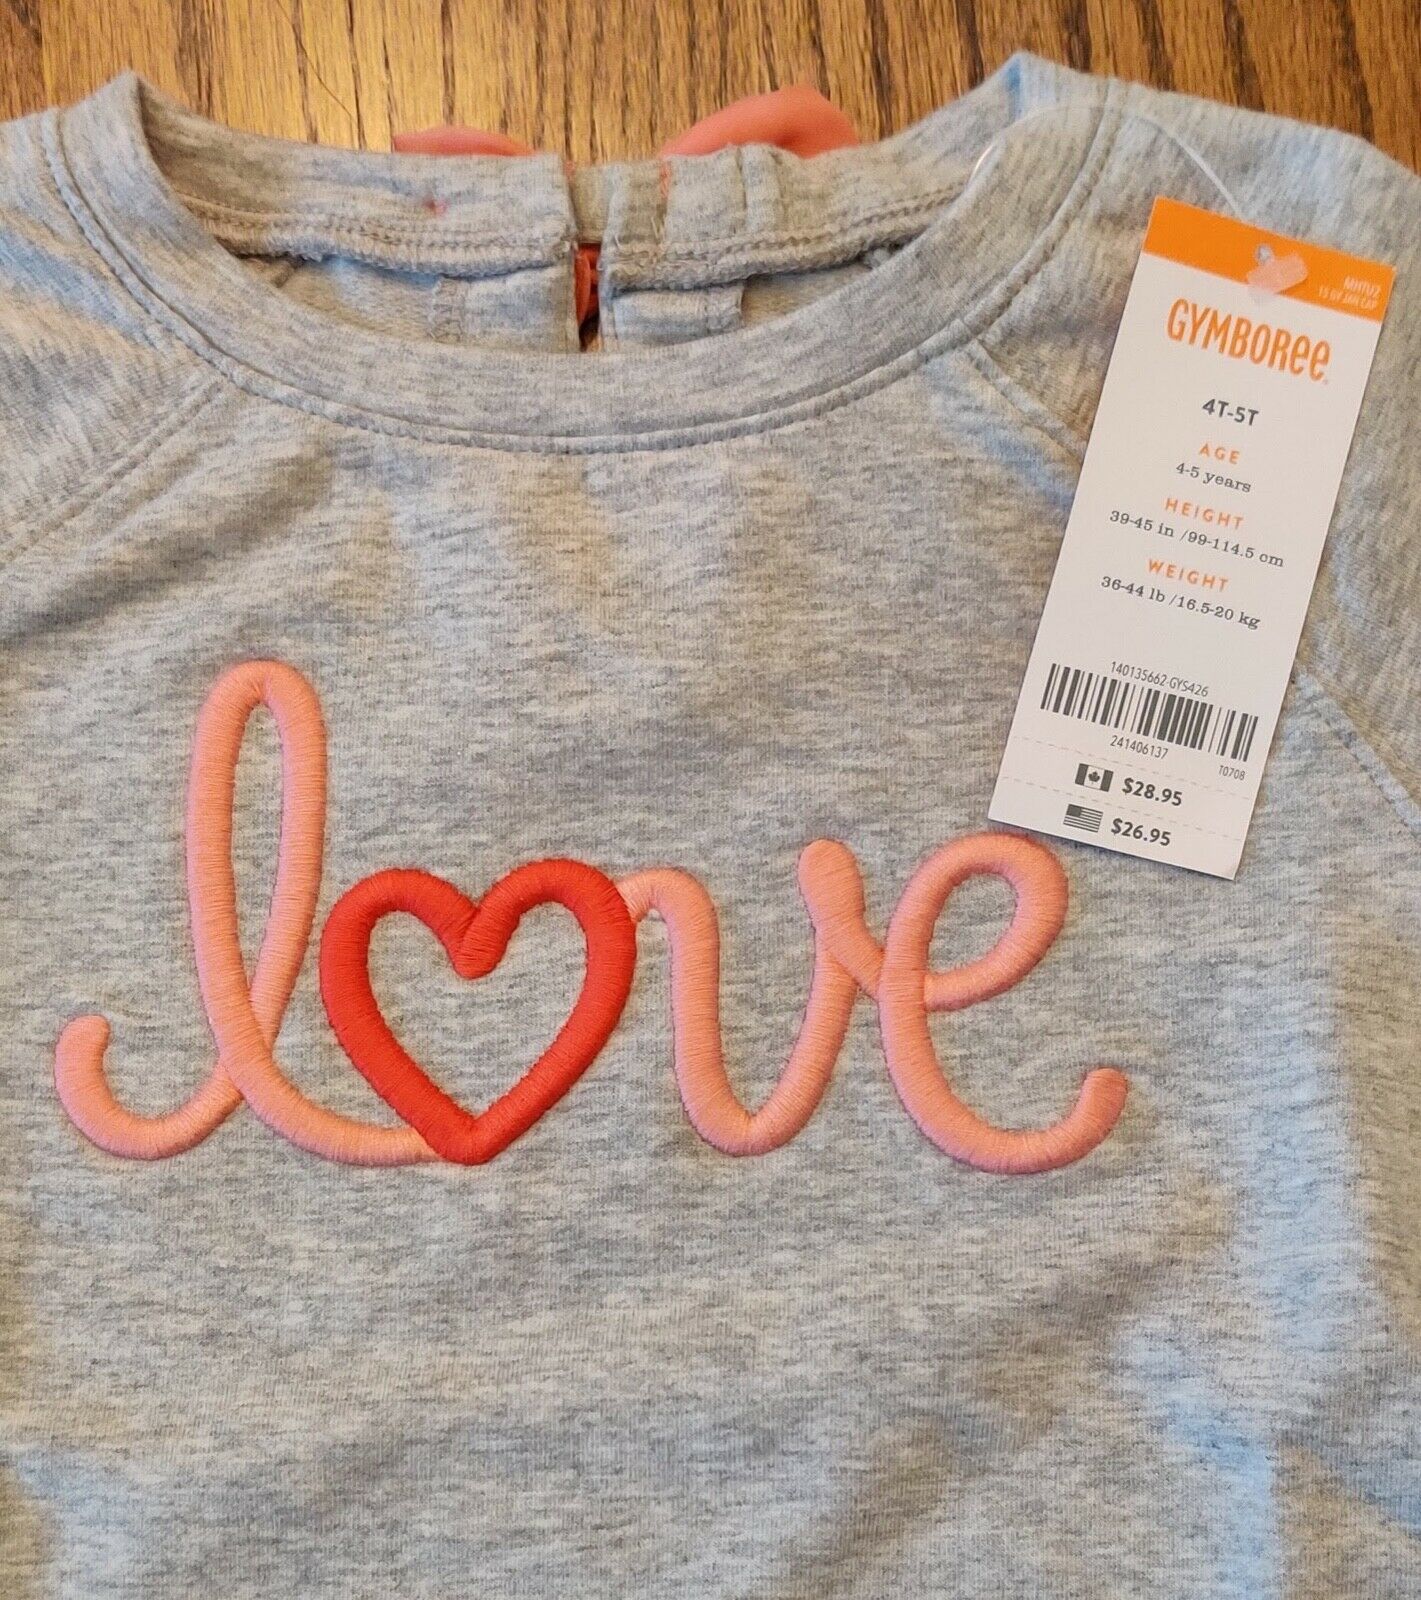 MHTN2
GYMBOREE
4T-5T
AGE
4-5 years
HEIGHT
39-45 in /99-114.5 cm
WEIGHT
36-44 lb /16.5-20 kg
140135662-GYS426
241406137
T0708
$28.95
$26.95
love